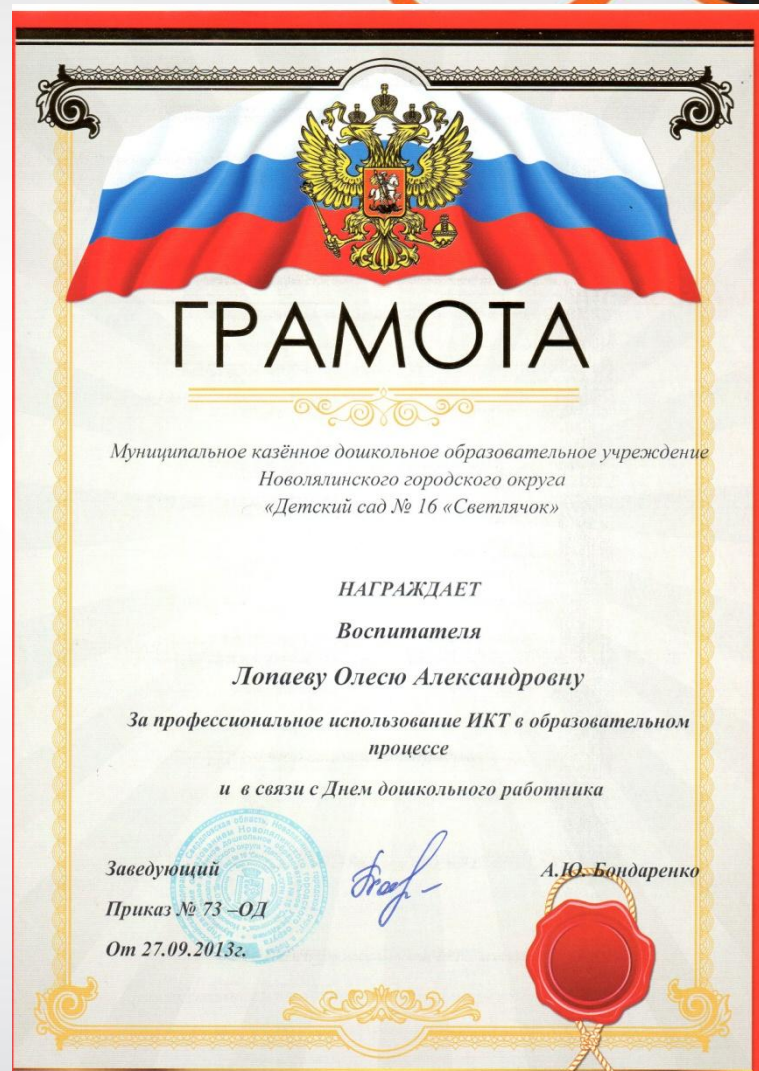 ГРАМОТА
Муниципальное казённое дошкольное образовательное учреждение
Новолялинского городского округа
«Детский сад № 16 «Светлячок»
НАГРАЖДАЕТ
Воспитателя
Лопаеву Олесю Александровну
За профессиональное использование ИКТ в образовательном
процессе
и в связи с Днем дошкольного работника
Заведующий А.Ю. Бондаренко
Приказ № 73 –ОД
От 27.09.2013г.